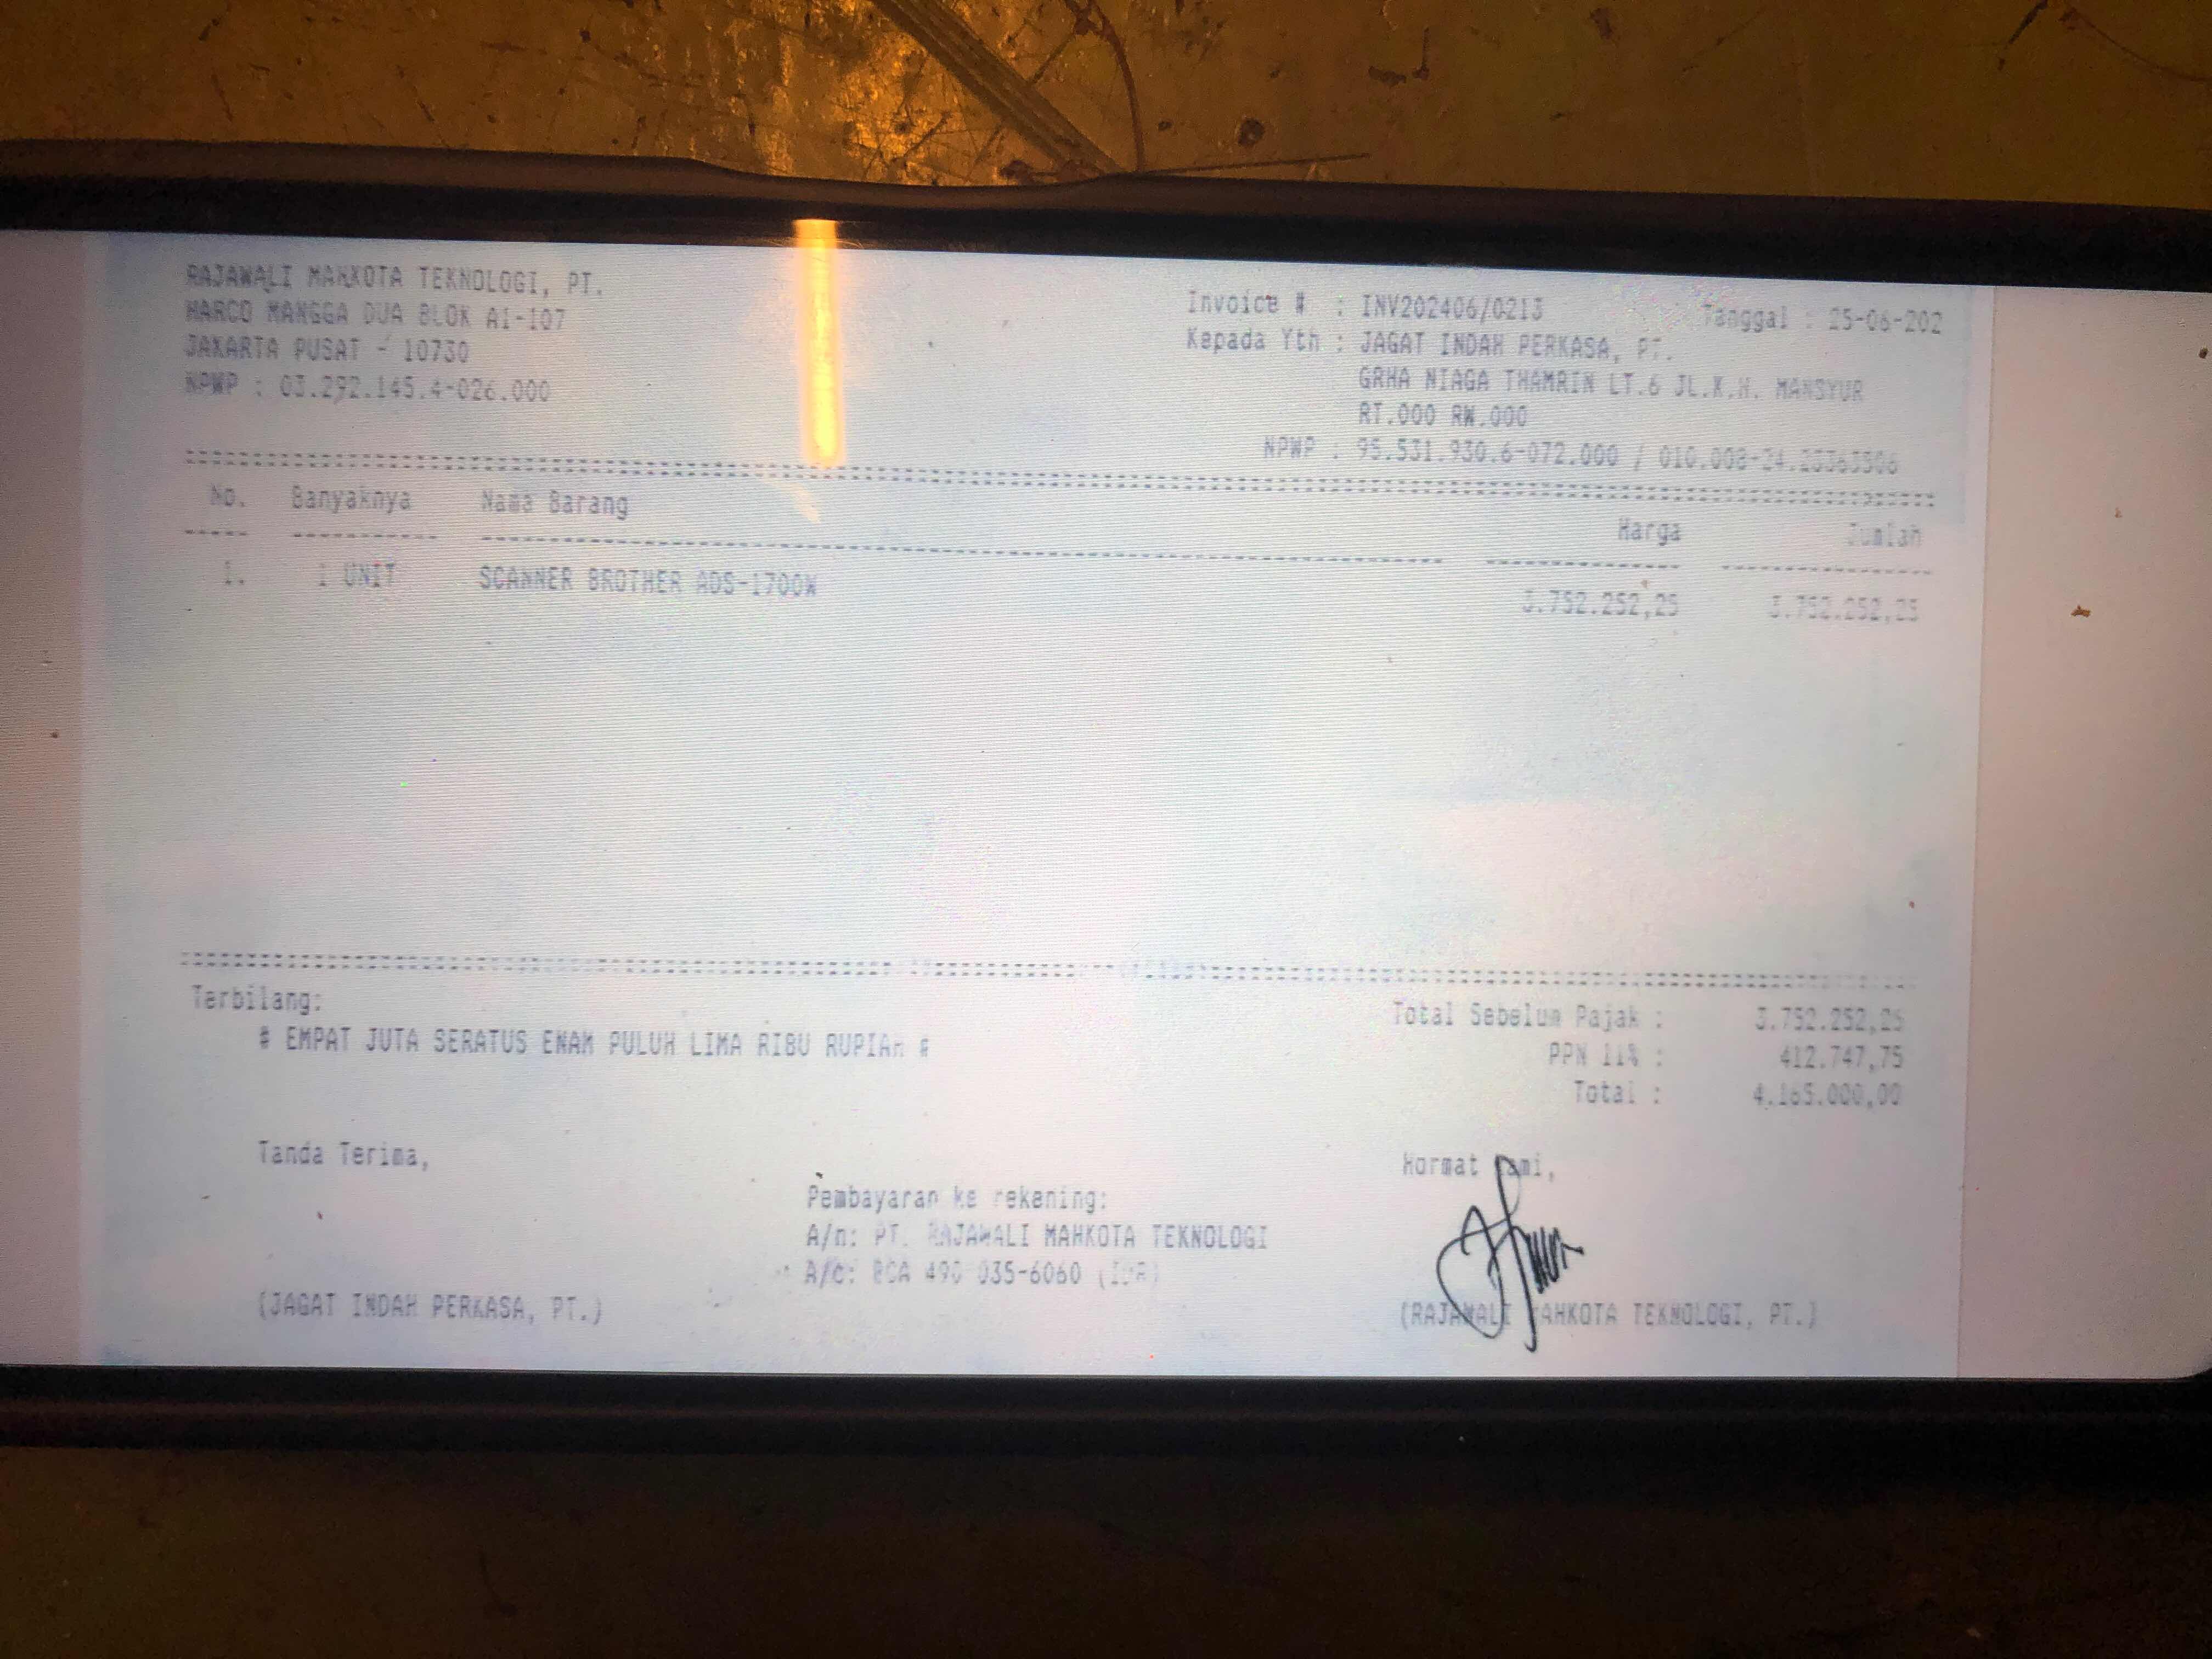 RAJAWALI MAHKOTA TEKNOLOGI, PT.
HARCO MANGGA DUA BLOK A1-107
JAKARTA PUSAT - 10730
NPWP : 03.292.145.4-026.000
Invoice # : INV202406/0213 Tanggal : 25-06-202
Kepada Yth : JAGAT INDAH PERKASA, PT.
GRHA NIAGA THAMRIN LT.6 JL.K.H. MANSYUR
RT.000 RW.000
NPWP : 95.531.930.6-072.000 /
No. Banyaknya Nama Barang Harga Jumlah
1. 1 UNIT SCANNER BROTHER ADS-1700W 3.752.252,25 3.752.252,25
Terbilang:
# EMPAT JUTA SERATUS ENAM PULUH LIMA RIBU RUPIAH #
Total Sebelum Pajak : 3.752.252,25
PPN 11% : 412.747,75
Total : 4.165.000,00
Tanda Terima,
Hormat Kami,
Pembayaran ke rekening:
A/n: PT. RAJAWALI MAHKOTA TEKNOLOGI
A/c: BCA 490 035-6060 (IDR)
(JAGAT INDAH PERKASA, PT.)
(RAJAWALI MAHKOTA TEKNOLOGI, PT.)